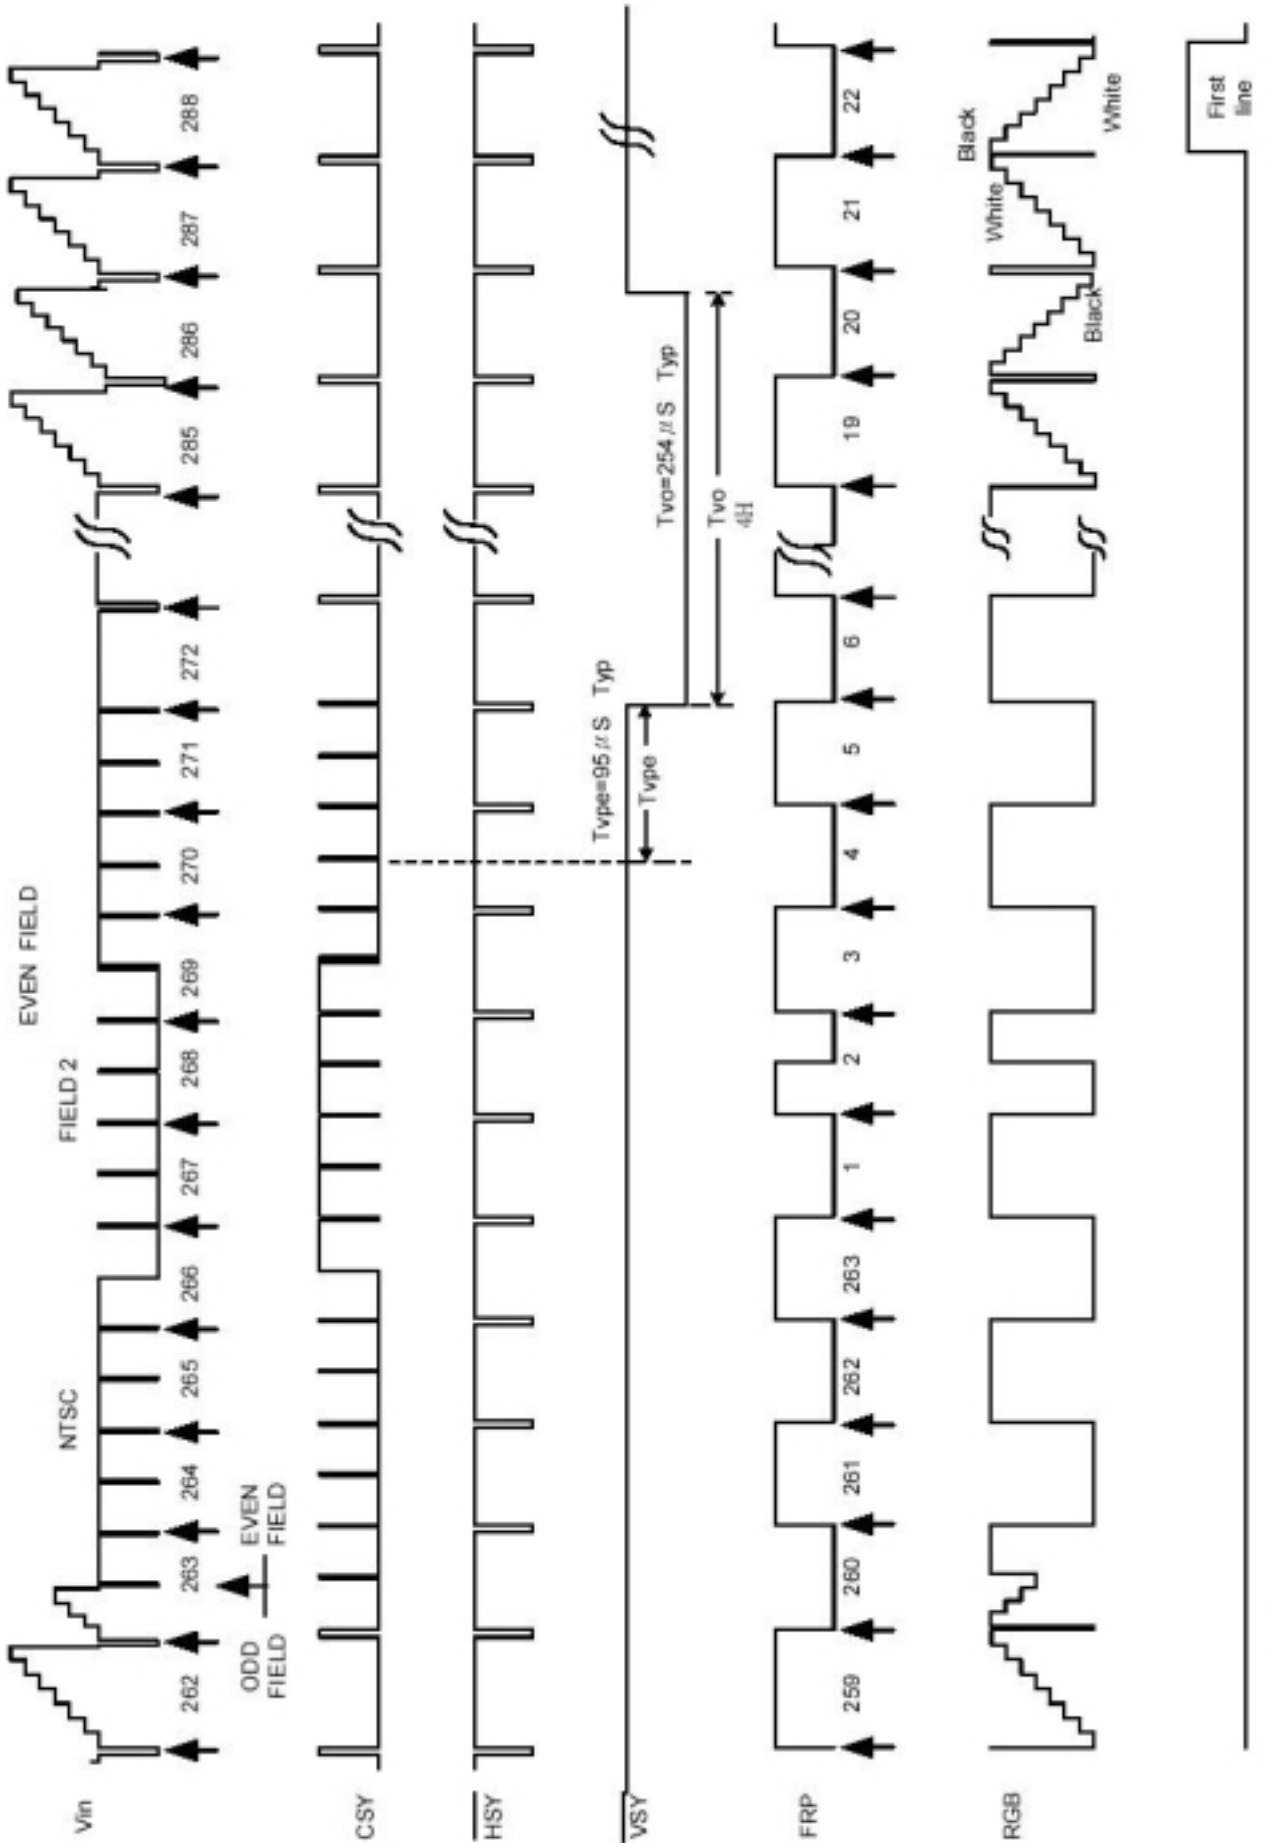 EVEN FIELD
NTSC
FIELD 2
Vin
262
263
264
265
266
267
268
269
270
271
272
285
286
287
288
ODD
FIELD
EVEN
FIELD
CSY
HSY
Tvpe=95μS Typ
Tvo=254μS Typ
VSY
Tvpe
Tvo
4H
FRP
259
260
261
262
263
1
2
3
4
5
6
19
20
21
22
RGB
Black
White
Black
White
First
line